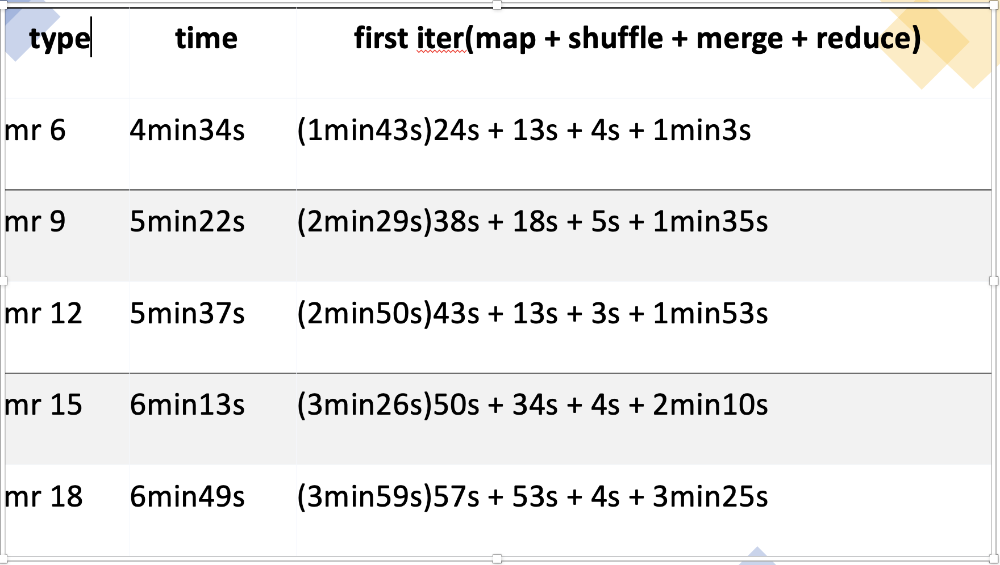 type time first iter(map + shuffle + merge + reduce)
mr 6 4min34s (1min43s)24s + 13s + 4s + 1min3s
mr 9 5min22s (2min29s)38s + 18s + 5s + 1min35s
mr 12 5min37s (2min50s)43s + 13s + 3s + 1min53s
mr 15 6min13s (3min26s)50s + 34s + 4s + 2min10s
mr 18 6min49s (3min59s)57s + 53s + 4s + 3min25s